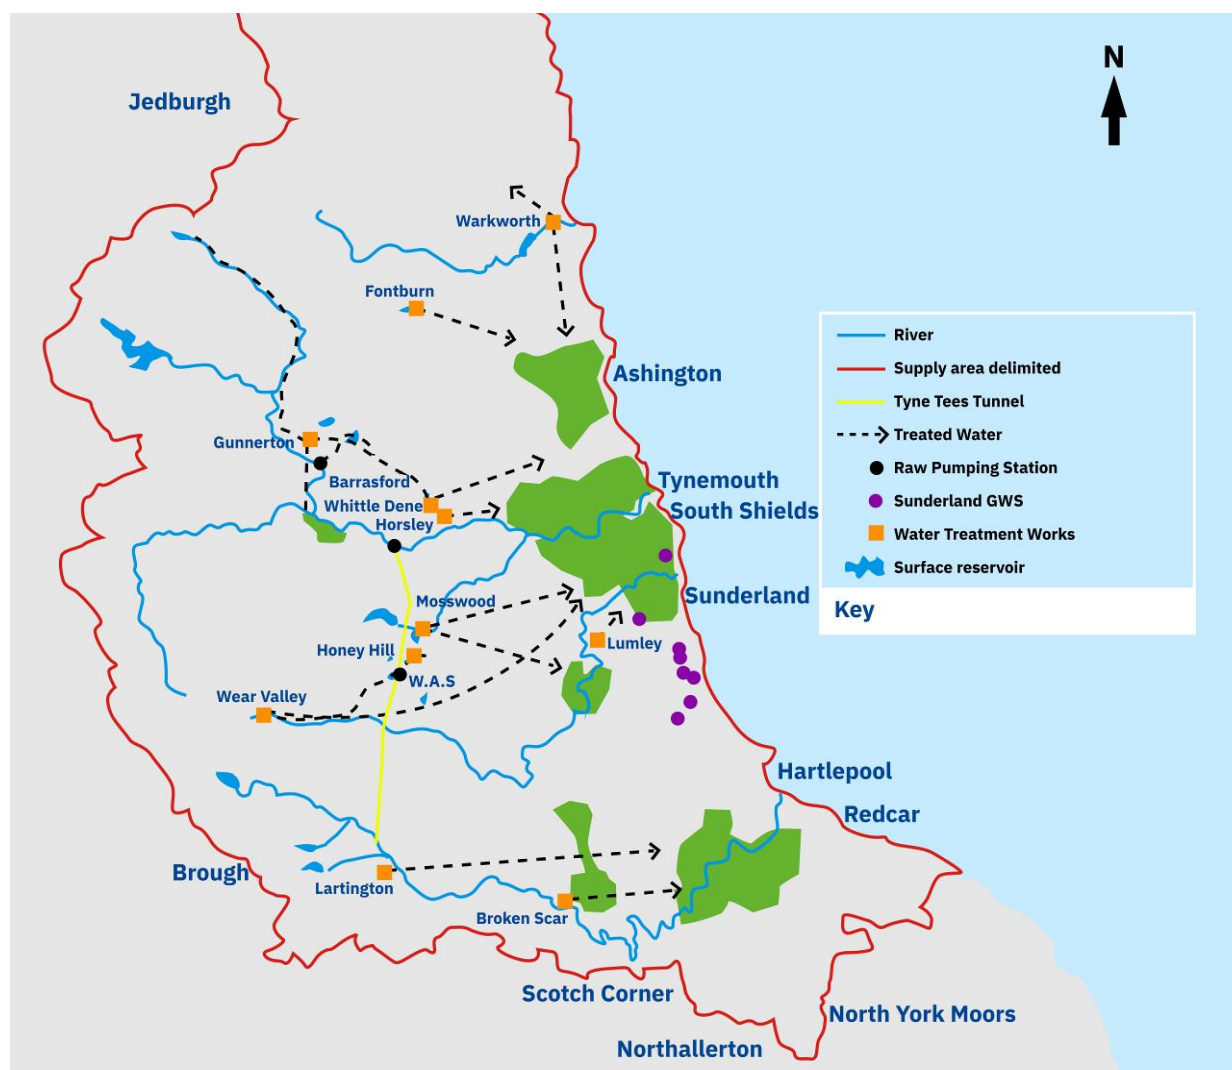 N
Jedburgh
Warkworth
Fontburn
Ashington
Gunnerton
Barrasford
Whittle Dene
Horsley
Tynemouth
South Shields
Mosswood
Sunderland
Honey Hill
Lumley
W.A.S
Wear Valley
Hartlepool
Redcar
Brough
Lartington
Broken Scar
Scotch Corner
North York Moors
Northallerton
River
Supply area delimited
Tyne Tees Tunnel
Treated Water
Raw Pumping Station
Sunderland GWS
Water Treatment Works
Surface reservoir
Key